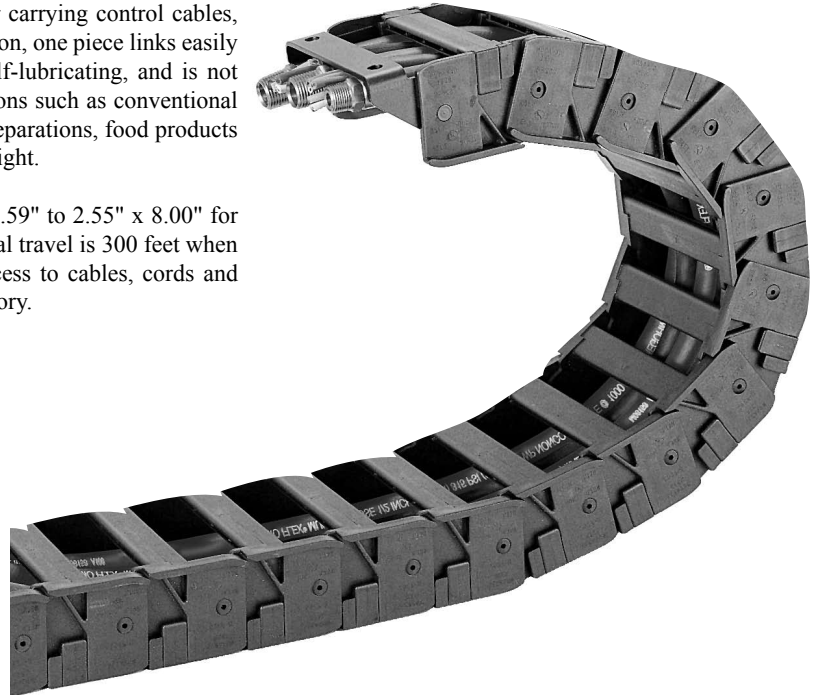 carrying control cables,
on, one piece links easily
lf-lubricating, and is not
ons such as conventional
eparations, food products
ight.
.59" to 2.55" x 8.00" for
al travel is 300 feet when
cess to cables, cords and
ory.
E @ 1000